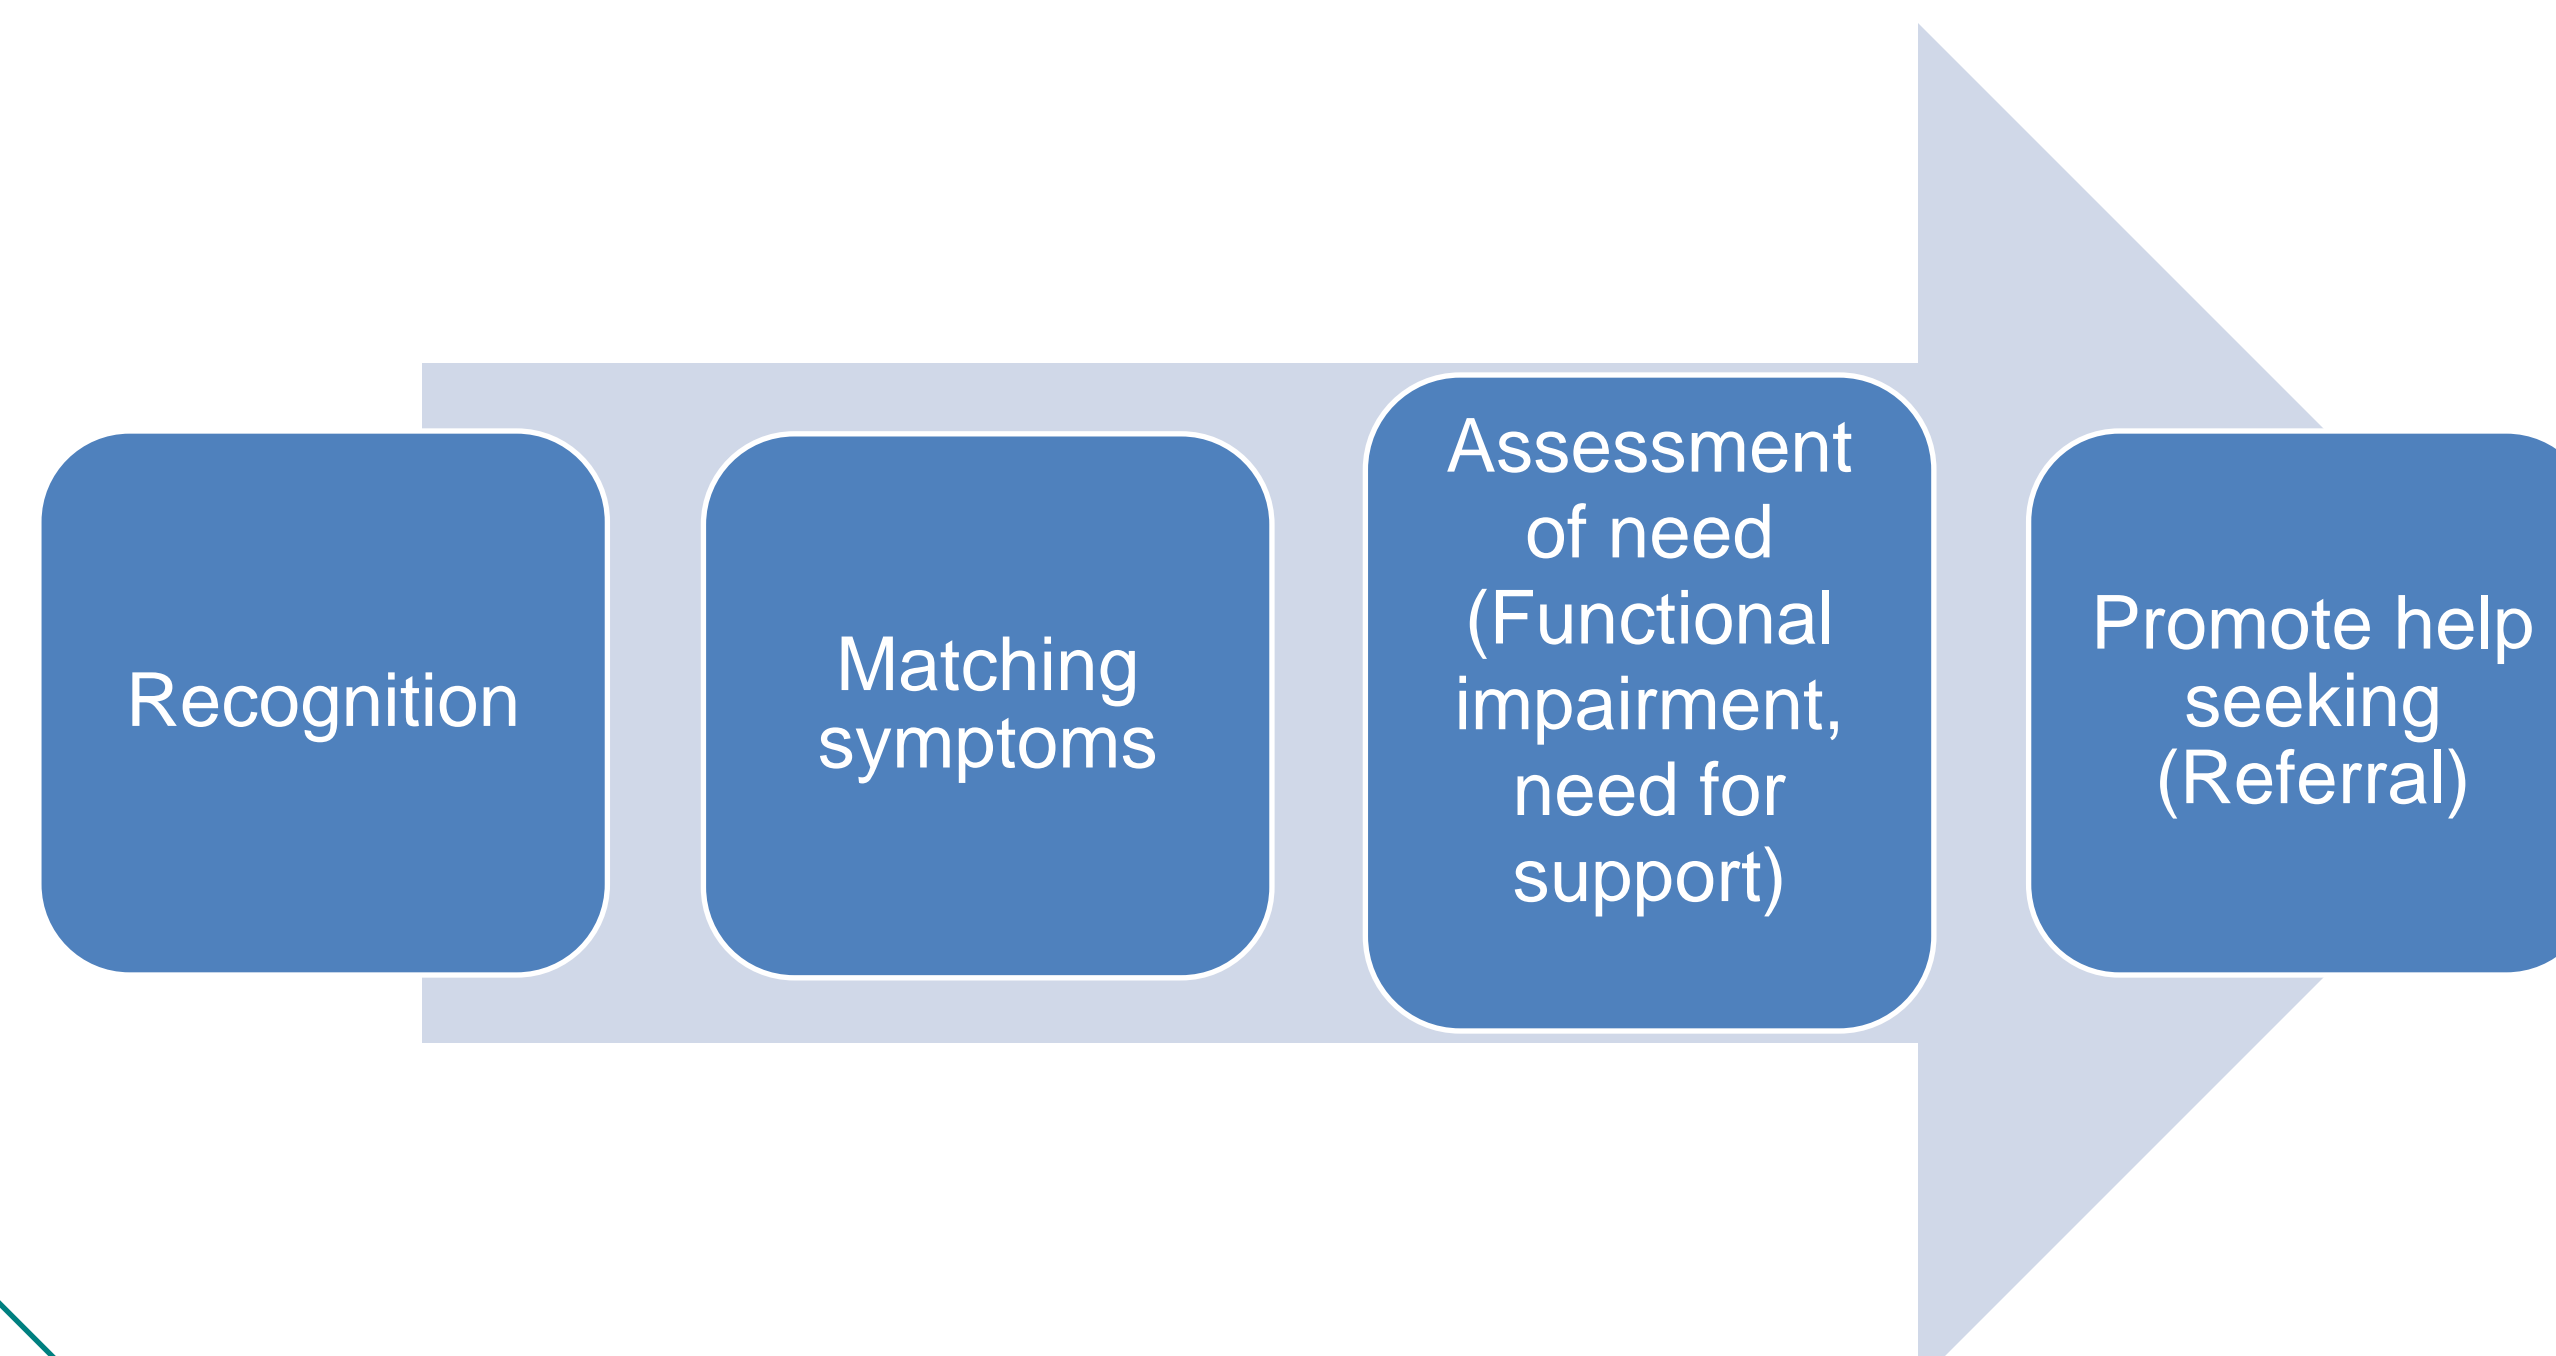 Recognition
Matching
symptoms
Assessment
of need
(Functional
impairment,
need for
support)
Promote help
seeking
(Referral)